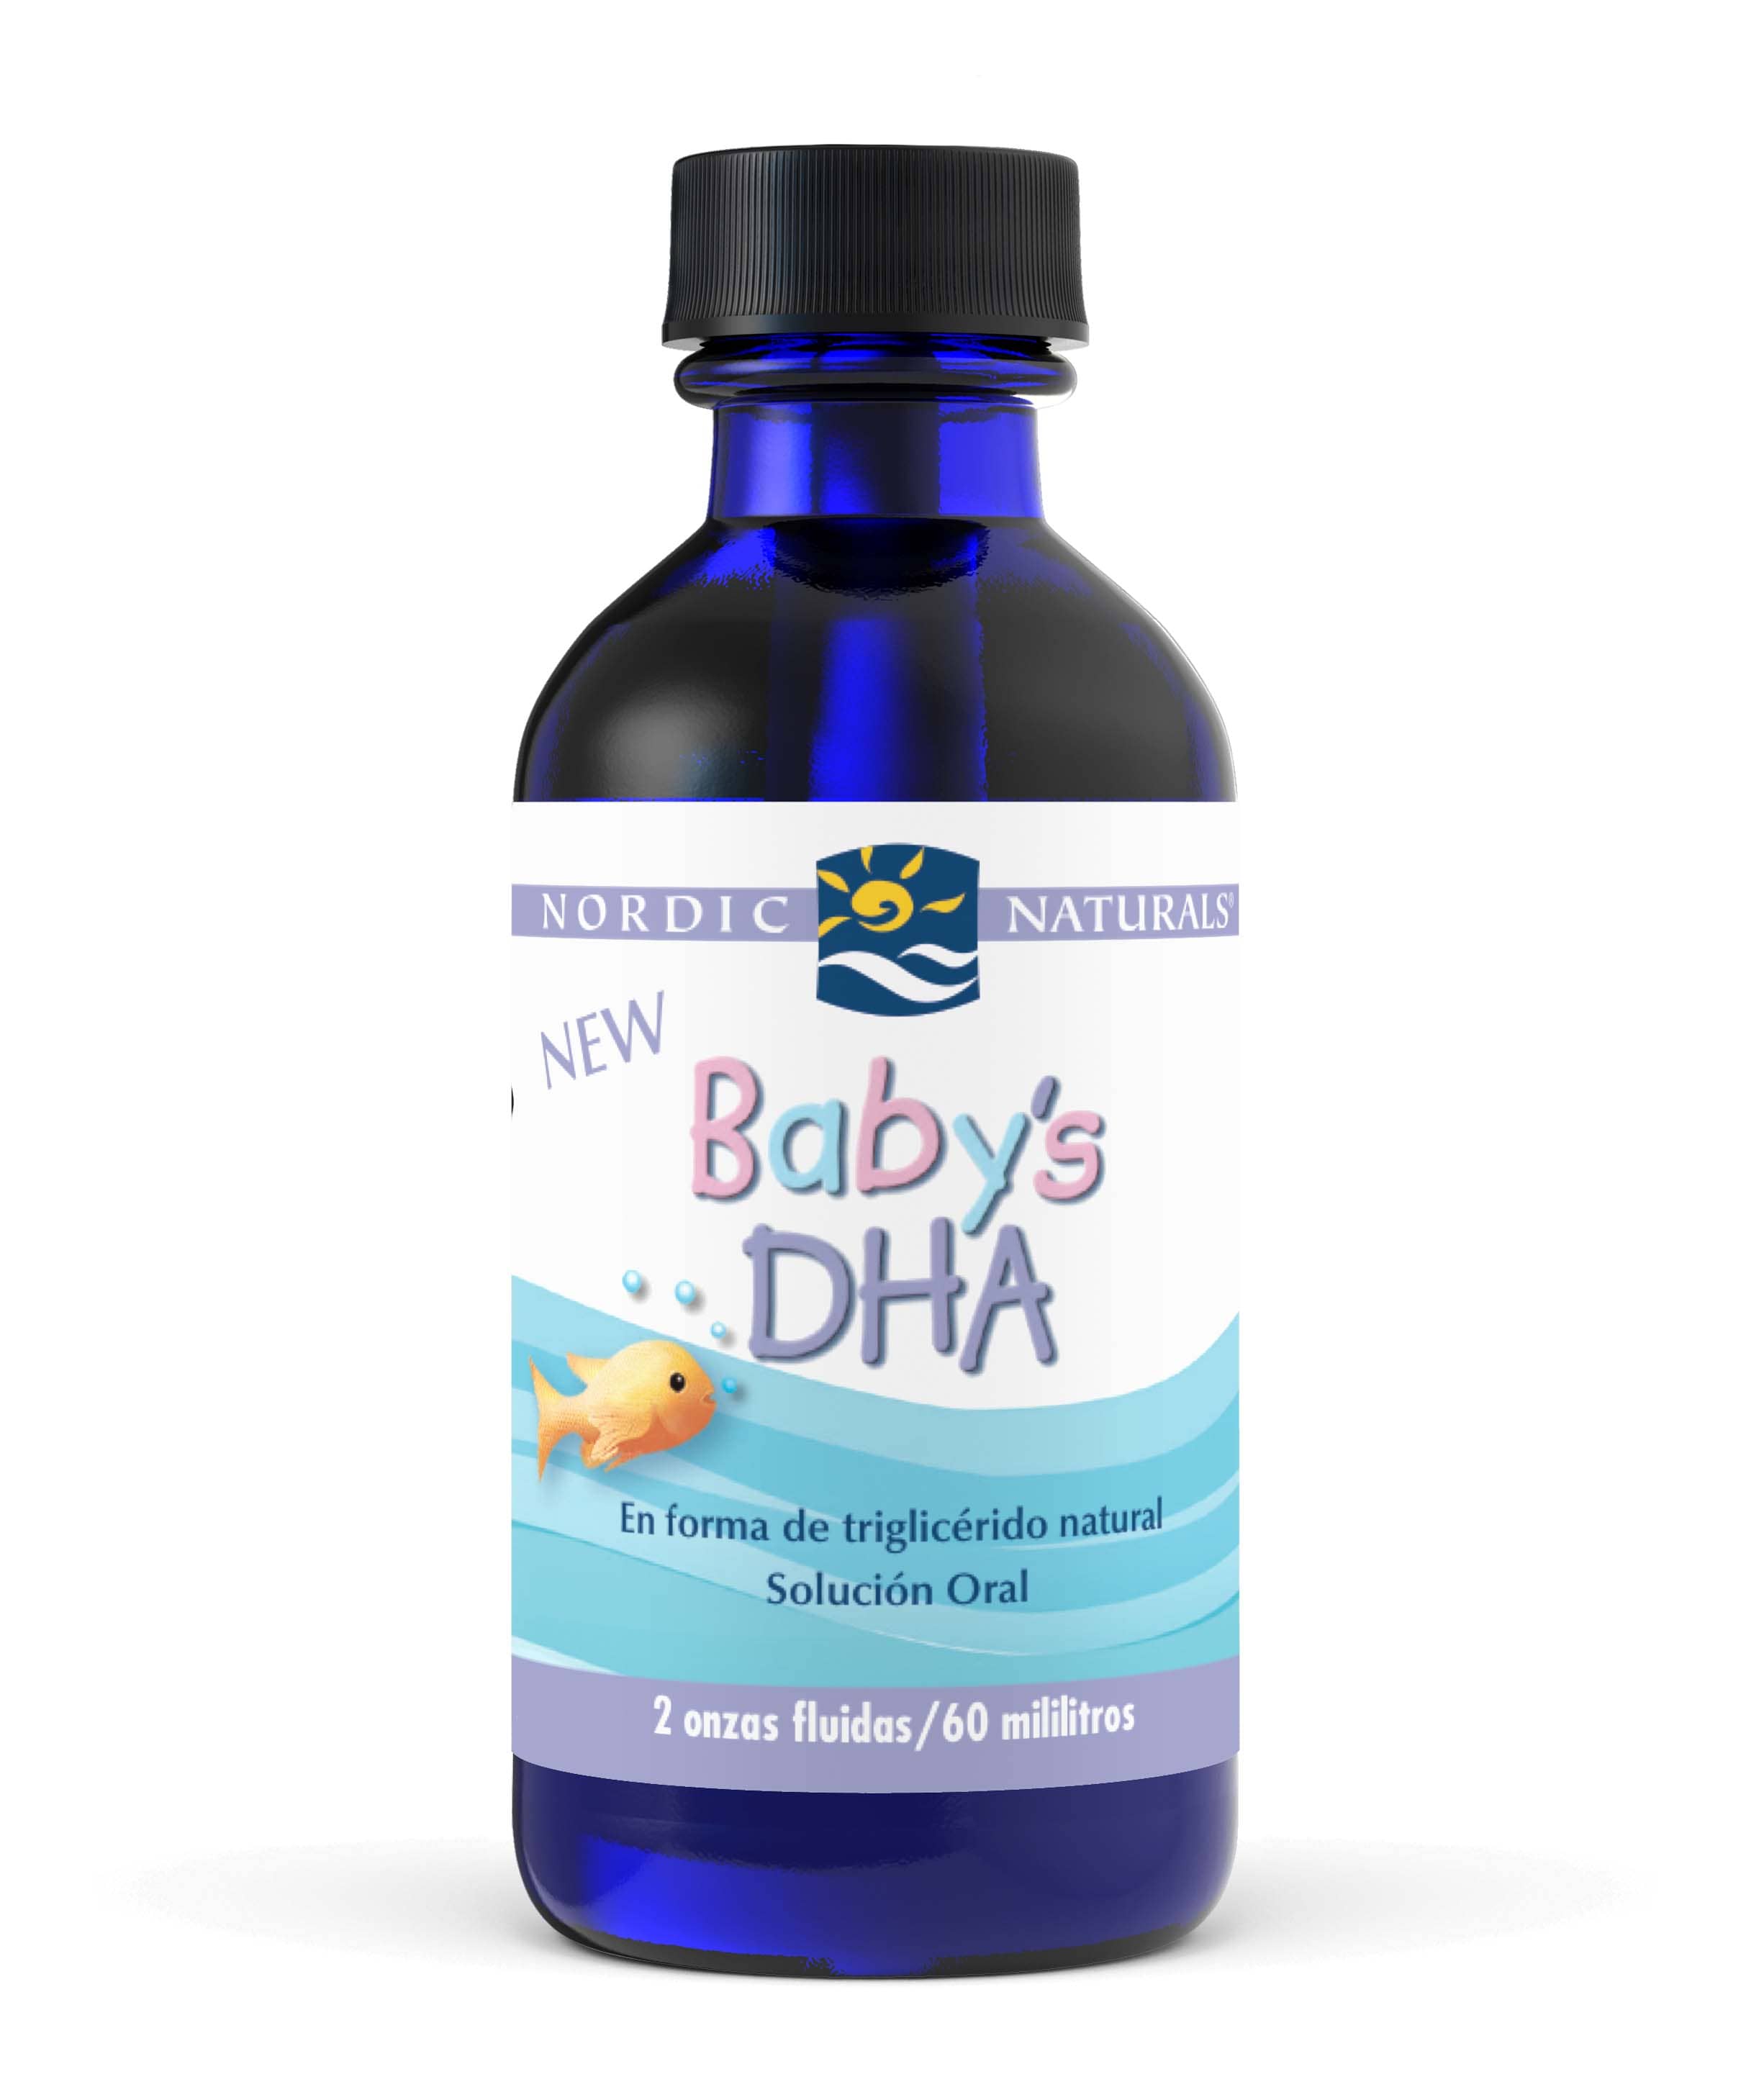 NORDIC NATURALS®
NEW
Baby's
DHA
En forma de triglicérido natural
Solución Oral
2 onzas fluidas/60 mililitros